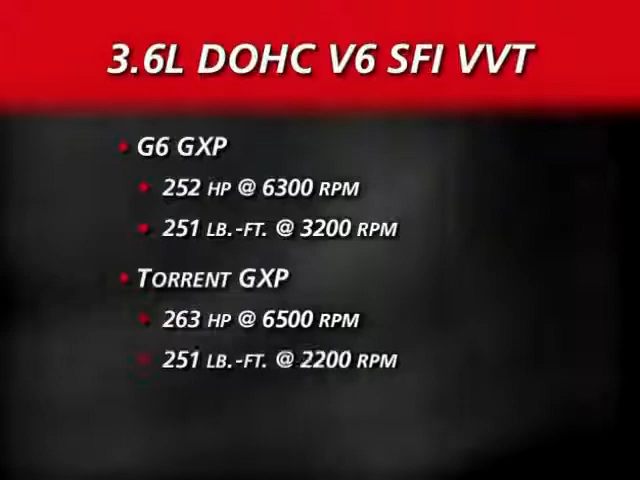 3.6L DOHC V6 SFI VVT
• G6 GXP
• 252 HP @ 6300 RPM
• 251 LB.-FT. @ 3200 RPM
• TORRENT GXP
• 263 HP @ 6500 RPM
• 251 LB.-FT. @ 2200 RPM